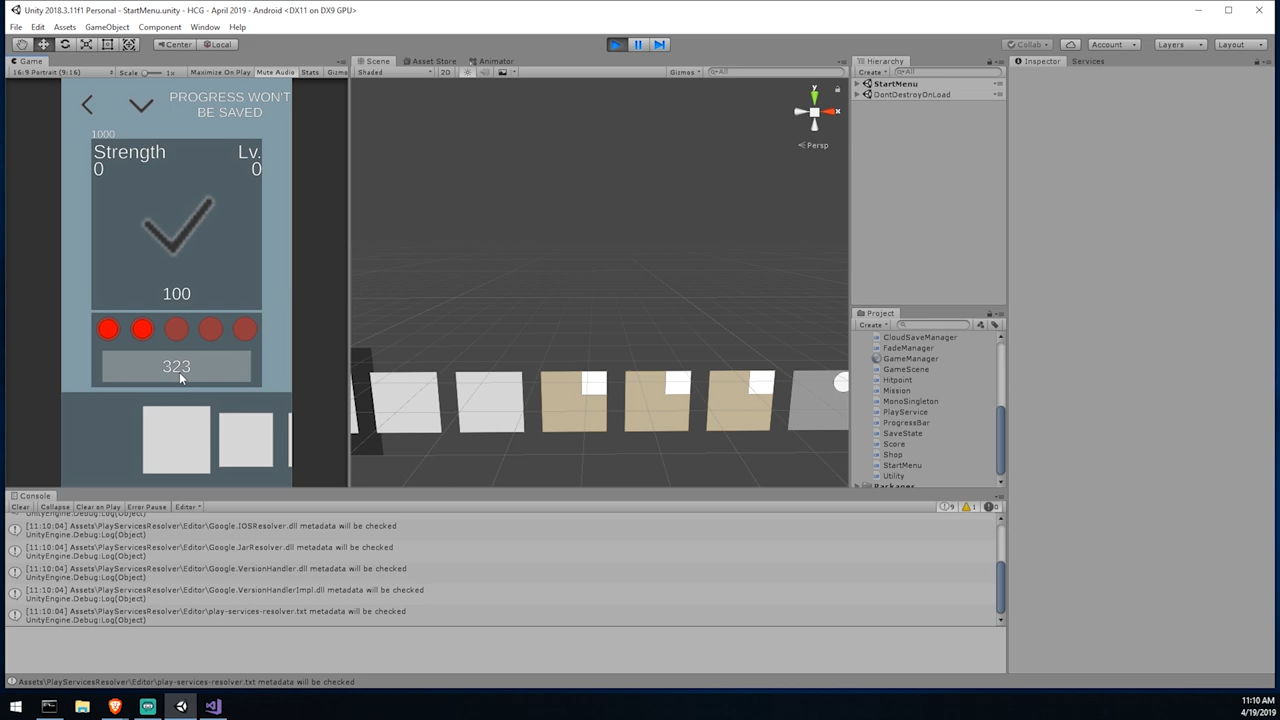 Unity 2018.3.11f1 Personal - StartMenu.unity - HCG - April 2019 - Android <DX11 on DX9 GPU>
File Edit Assets GameObject Component Window Help
Center Local Collab Account Layers Layout
Game Scene Asset Store Animator Hierarchy Inspector Services
16:9 Portrait (9:16) Scale 1x Maximize On Play Mute Audio Stats Gizmo Shaded 2D Gizmos All Create All
StartMenu
DontDestroyOnLoad
PROGRESS WON'T
BE SAVED
1000
Strength Lv.
0 0
100
323
y
x
Persp
Project
Create
CloudSaveManager
FadeManager
GameManager
GameScene
Hitpoint
Mission
MonoSingleton
PlayService
ProgressBar
SaveState
Score
Shop
StartMenu
Utility
Packages
Console
Clear Collapse Clear on Play Error Pause Editor 9 1 0
UnityEngine.Debug:Log(Object)
[11:10:04] Assets\PlayServicesResolver\Editor\Google.IOSResolver.dll metadata will be checked
UnityEngine.Debug:Log(Object)
[11:10:04] Assets\PlayServicesResolver\Editor\Google.JarResolver.dll metadata will be checked
UnityEngine.Debug:Log(Object)
[11:10:04] Assets\PlayServicesResolver\Editor\Google.VersionHandler.dll metadata will be checked
UnityEngine.Debug:Log(Object)
[11:10:04] Assets\PlayServicesResolver\Editor\Google.VersionHandlerImpl.dll metadata will be checked
UnityEngine.Debug:Log(Object)
[11:10:04] Assets\PlayServicesResolver\Editor\play-services-resolver.txt metadata will be checked
UnityEngine.Debug:Log(Object)
Assets\PlayServicesResolver\Editor\play-services-resolver.txt metadata will be checked
11:10 AM
4/19/2019